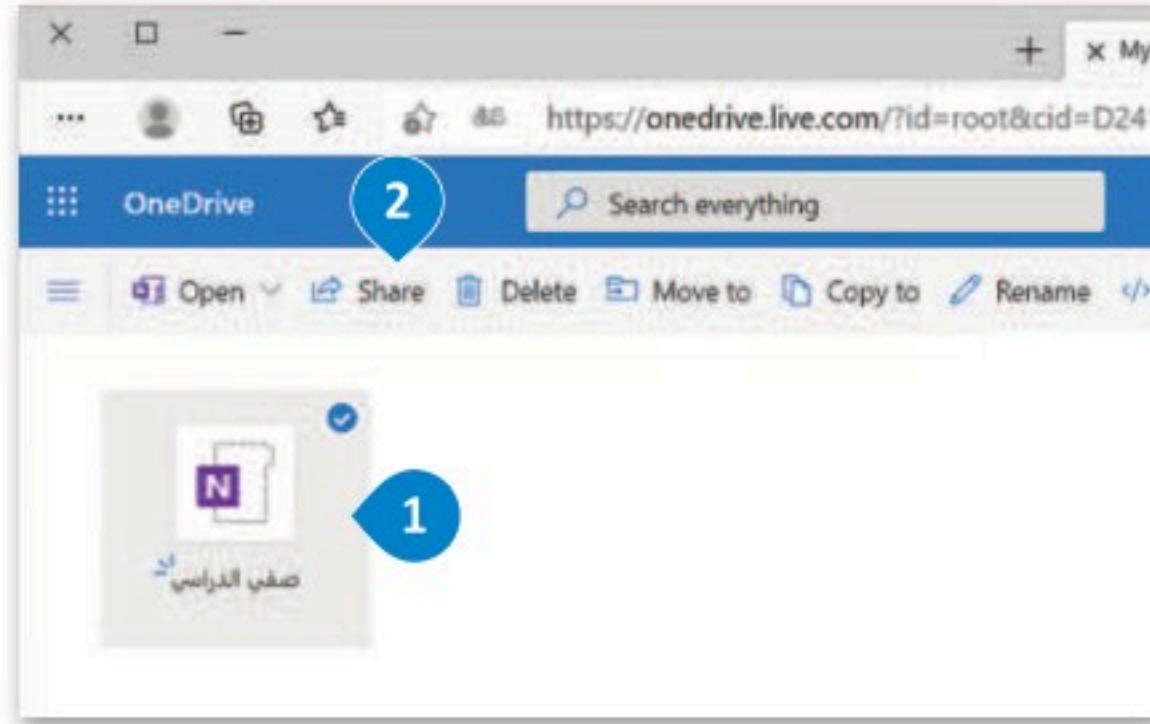 My
https://onedrive.live.com/?id=root&cid=D24
OneDrive
2
Search everything
Open Share Delete Move to Copy to Rename
N
1
صفي الدراسي